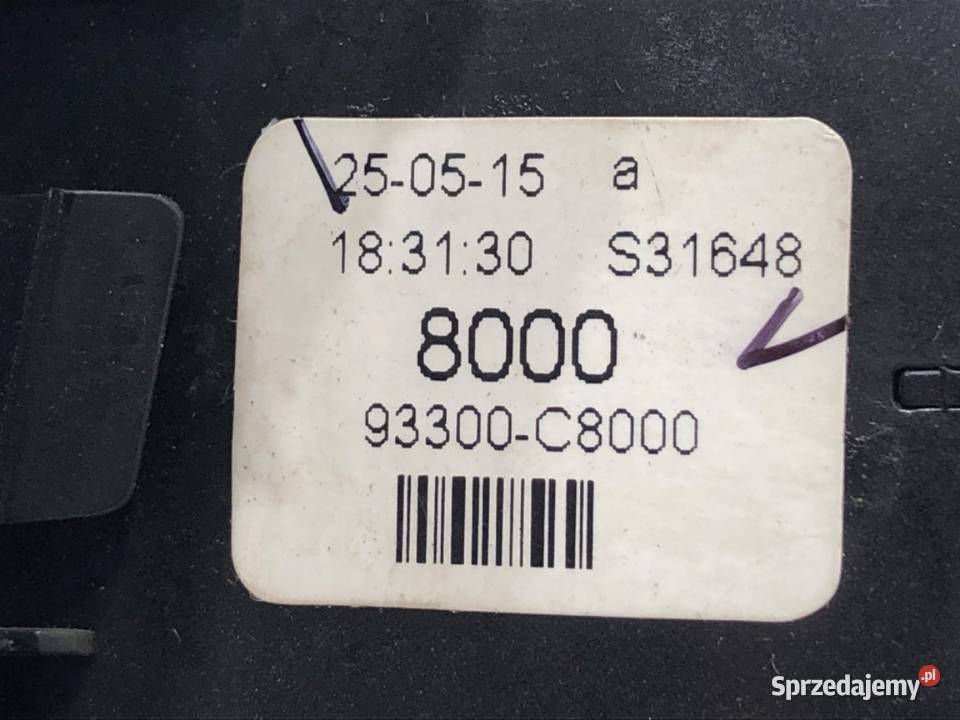 25-05-15 a
18:31:30 S31648
8000
93300-C8000
Sprzedajemy.pl